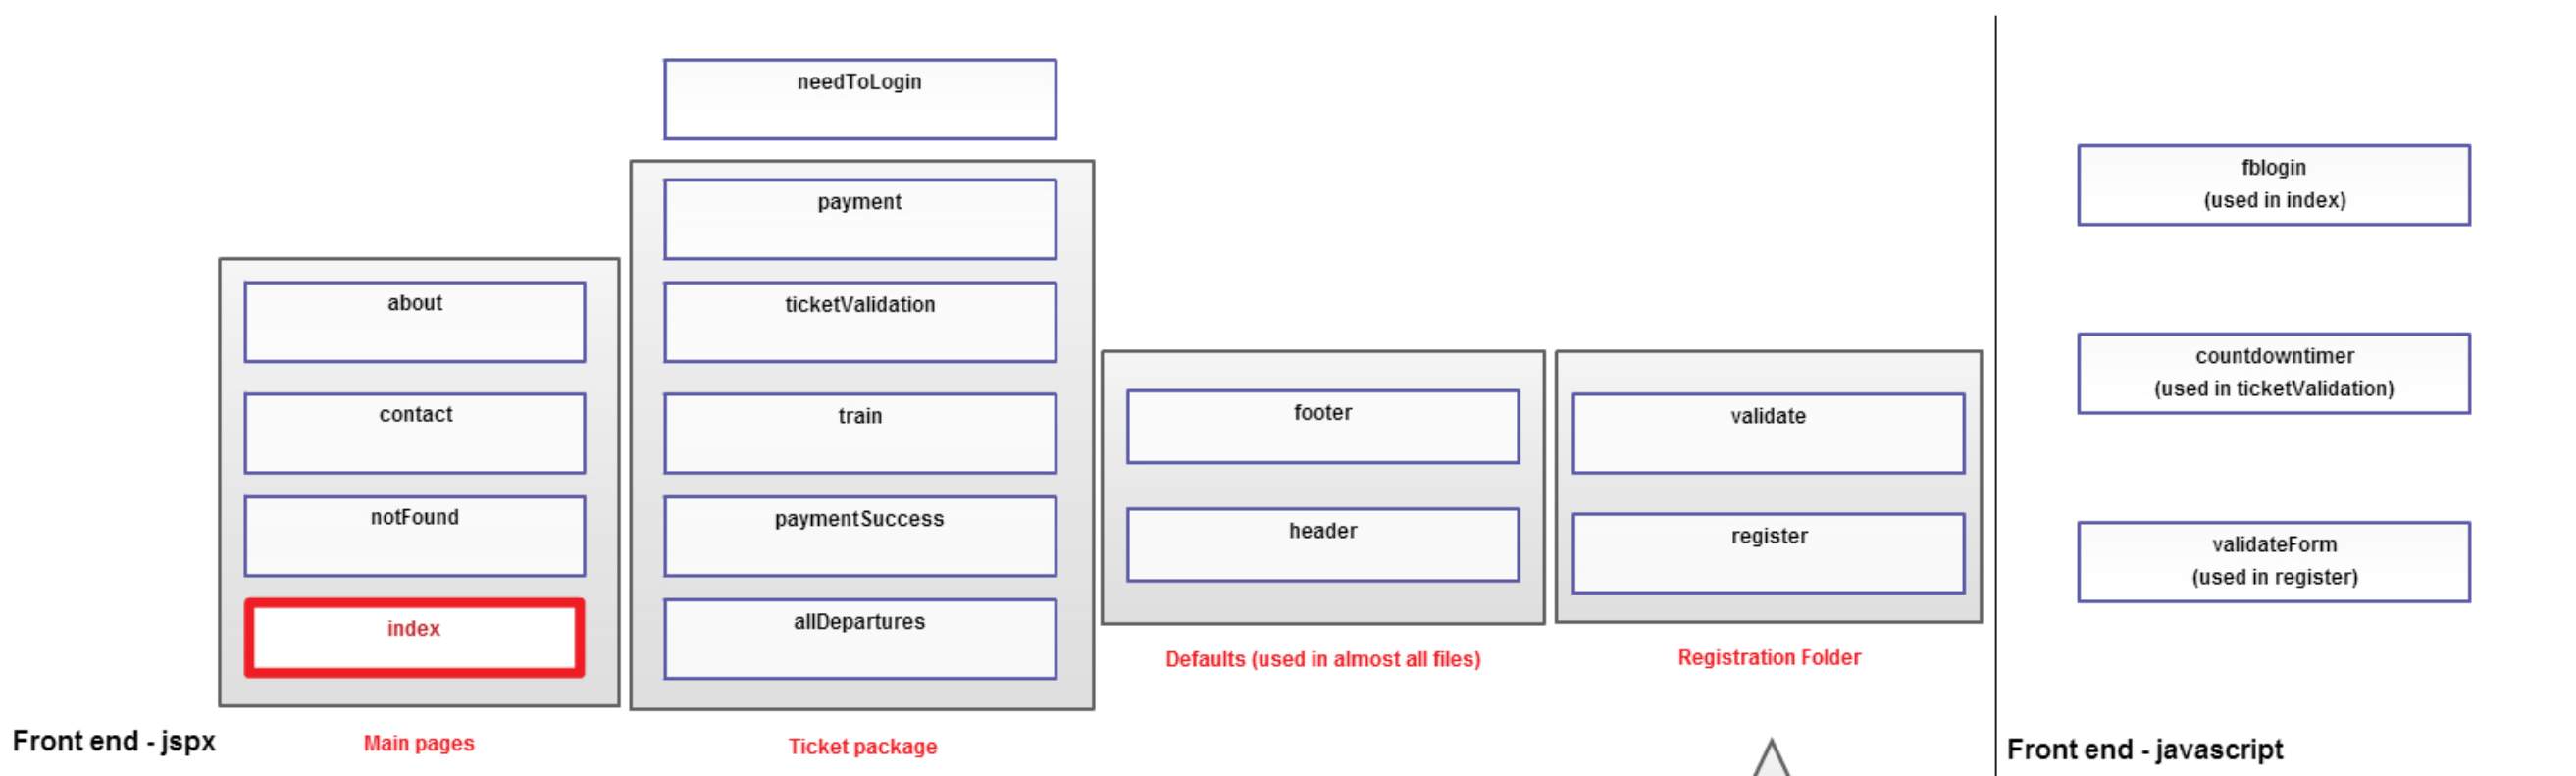 needToLogin
payment
ticketValidation
train
paymentSuccess
allDepartures
about
contact
notFound
index
footer
header
validate
register
Defaults (used in almost all files)
Registration Folder
Front end - jspx
Main pages
Ticket package
fblogin
(used in index)
countdowntimer
(used in ticketValidation)
validateForm
(used in register)
Front end - javascript